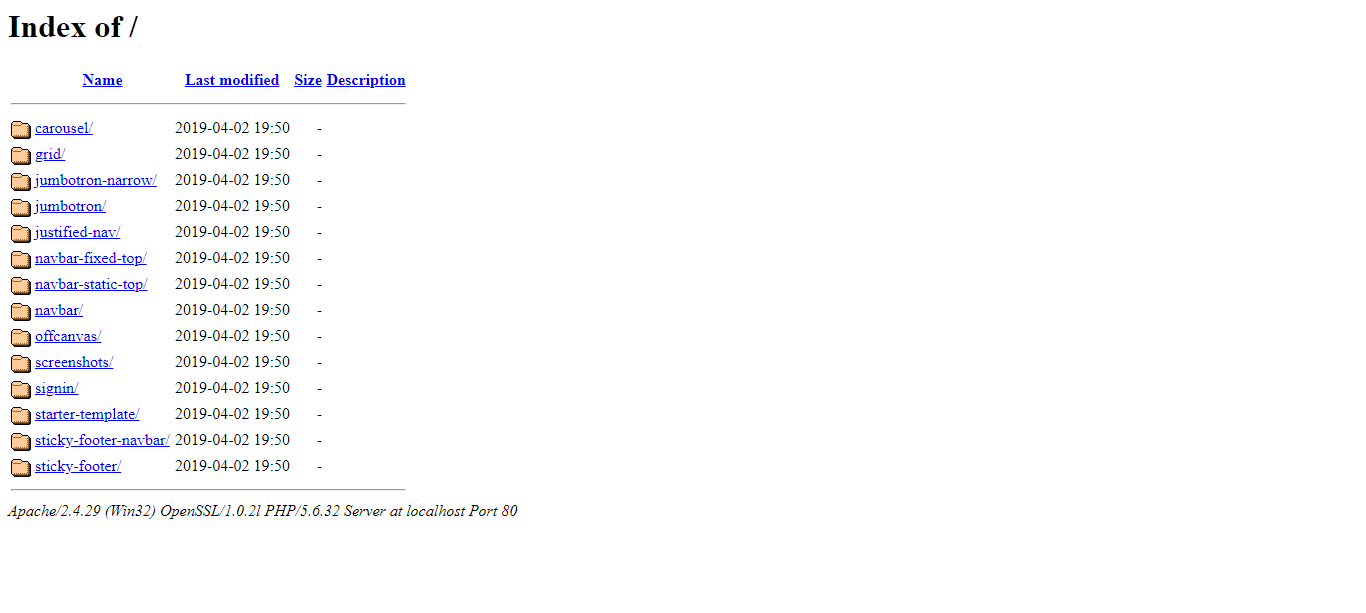 Index of /
Name Last modified Size Description
carousel/ 2019-04-02 19:50 -
grid/ 2019-04-02 19:50 -
jumbotron-narrow/ 2019-04-02 19:50 -
jumbotron/ 2019-04-02 19:50 -
justified-nav/ 2019-04-02 19:50 -
navbar-fixed-top/ 2019-04-02 19:50 -
navbar-static-top/ 2019-04-02 19:50 -
navbar/ 2019-04-02 19:50 -
offcanvas/ 2019-04-02 19:50 -
screenshots/ 2019-04-02 19:50 -
signin/ 2019-04-02 19:50 -
starter-template/ 2019-04-02 19:50 -
sticky-footer-navbar/ 2019-04-02 19:50 -
sticky-footer/ 2019-04-02 19:50 -
Apache/2.4.29 (Win32) OpenSSL/1.0.2l PHP/5.6.32 Server at localhost Port 80